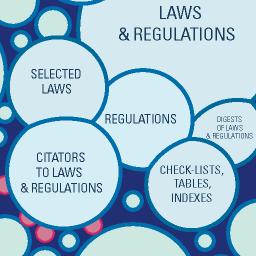 LAWS
& REGULATIONS
SELECTED
LAWS
REGULATIONS
DIGESTS
OF LAWS
& REGULATIONS
CITATORS
TO LAWS
& REGULATIONS
CHECK-LISTS,
TABLES,
INDEXES